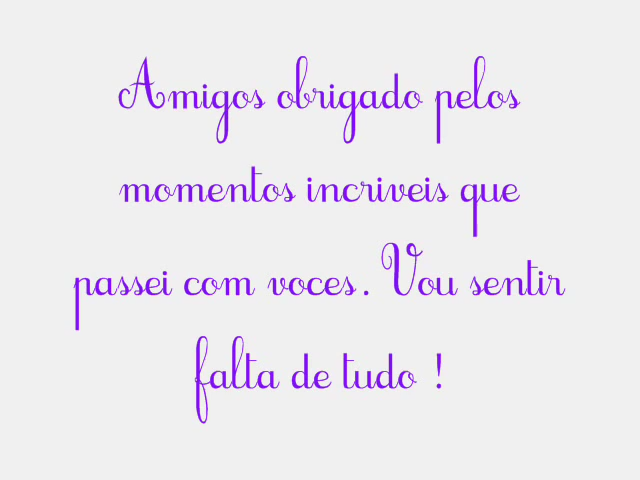 Amigos obrigado pelos
momentos incriveis que
passei com voces. Vou sentir
falta de tudo !